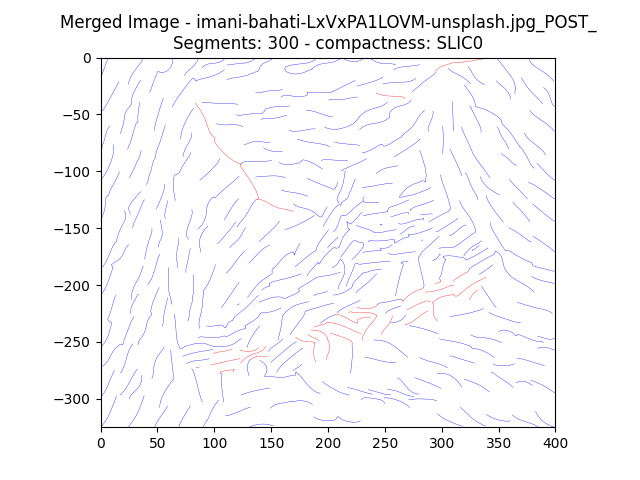 Merged Image - imani-bahati-LxVxPA1LOVM-unsplash.jpg_POST_
Segments: 300 - compactness: SLIC0
0
−50
−100
−150
−200
−250
−300
0 50 100 150 200 250 300 350 400